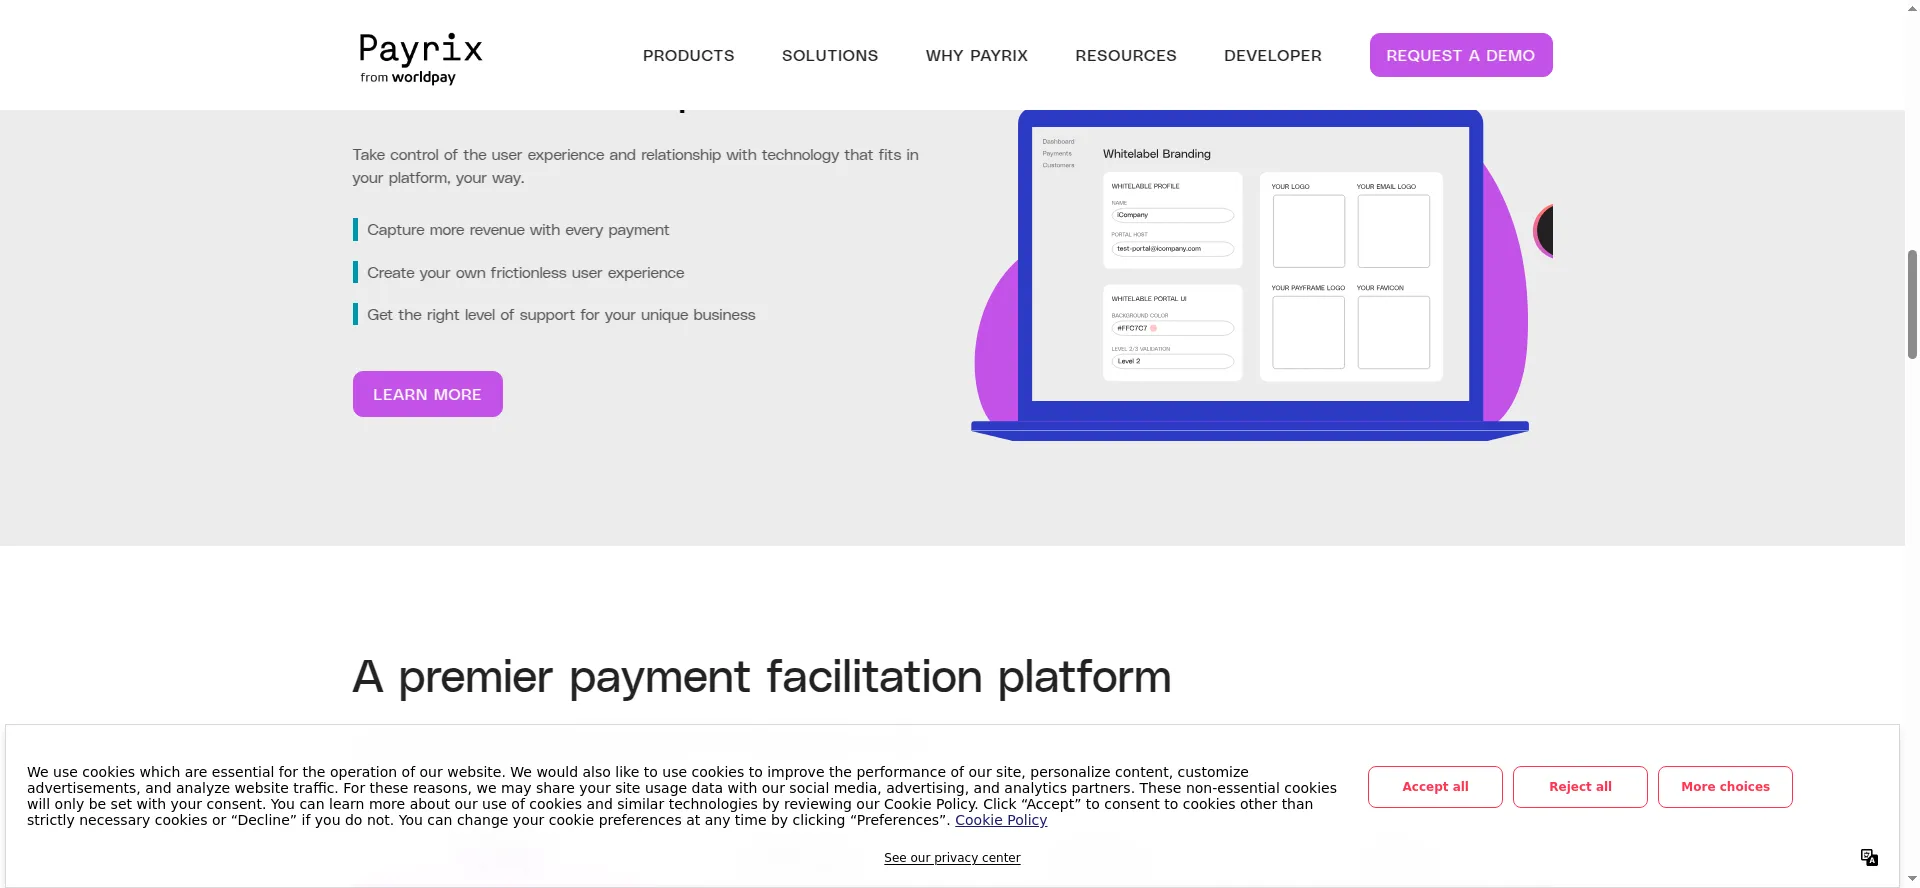 Payrix
from worldpay
PRODUCTS
SOLUTIONS
WHY PAYRIX
RESOURCES
DEVELOPER
REQUEST A DEMO
Take control of the user experience and relationship with technology that fits in
your platform, your way.
Capture more revenue with every payment
Create your own frictionless user experience
Get the right level of support for your unique business
LEARN MORE
Dashboard
Payments
Customers
Whitelabel Branding
WHITELABLE PROFILE
NAME
iCompany
PORTAL HOST
test-portal@icompany.com
WHITELABLE PORTAL UI
BACKGROUND COLOR
#FFC7C7
LEVEL 2/3 VALIDATION
Level 2
YOUR LOGO
YOUR EMAIL LOGO
YOUR PAYFRAME LOGO
YOUR FAVICON
A premier payment facilitation platform
We use cookies which are essential for the operation of our website. We would also like to use cookies to improve the performance of our site, personalize content, customize
advertisements, and analyze website traffic. For these reasons, we may share your site usage data with our social media, advertising, and analytics partners. These non-essential cookies
will only be set with your consent. You can learn more about our use of cookies and similar technologies by reviewing our Cookie Policy. Click “Accept” to consent to cookies other than
strictly necessary cookies or “Decline” if you do not. You can change your cookie preferences at any time by clicking “Preferences”. Cookie Policy
Accept all
Reject all
More choices
See our privacy center